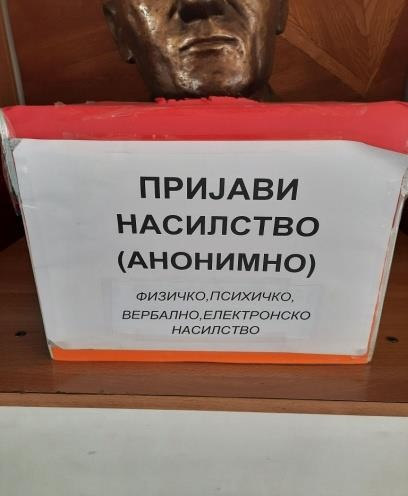 ПРИЈАВИ
НАСИЛСТВО
(АНОНИМНО)
ФИЗИЧКО,ПСИХИЧКО,
ВЕРБАЛНО,ЕЛЕКТРОНСКО
НАСИЛСТВО